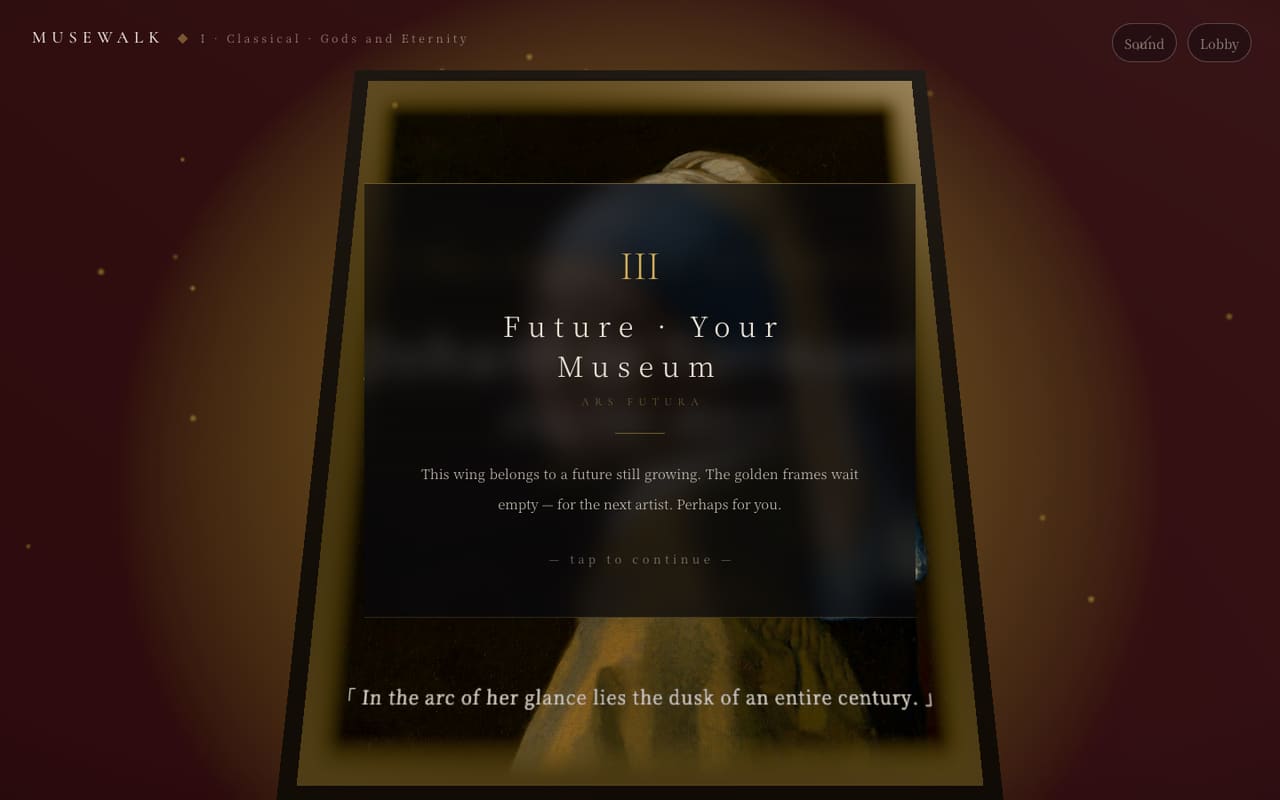 MUSEWALK ◆ I · Classical · Gods and Eternity
Sound
Lobby
III
Future · Your
Museum
ARS FUTURA
This wing belongs to a future still growing. The golden frames wait
empty — for the next artist. Perhaps for you.
— tap to continue —
「 In the arc of her glance lies the dusk of an entire century. 」